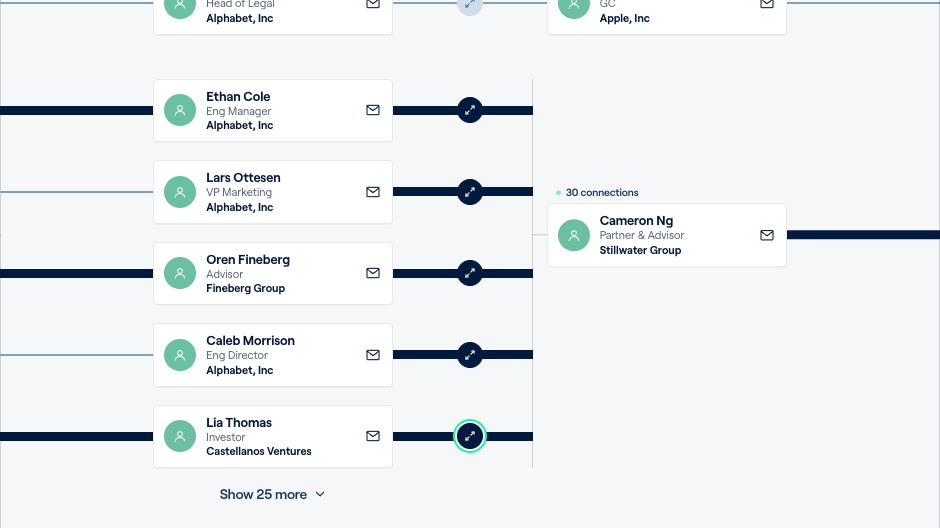 Head of Legal
Alphabet, Inc
GC
Apple, Inc
Ethan Cole
Eng Manager
Alphabet, Inc
Lars Ottesen
VP Marketing
Alphabet, Inc
30 connections
Cameron Ng
Partner & Advisor
Stillwater Group
Oren Fineberg
Advisor
Fineberg Group
Caleb Morrison
Eng Director
Alphabet, Inc
Lia Thomas
Investor
Castellanos Ventures
Show 25 more